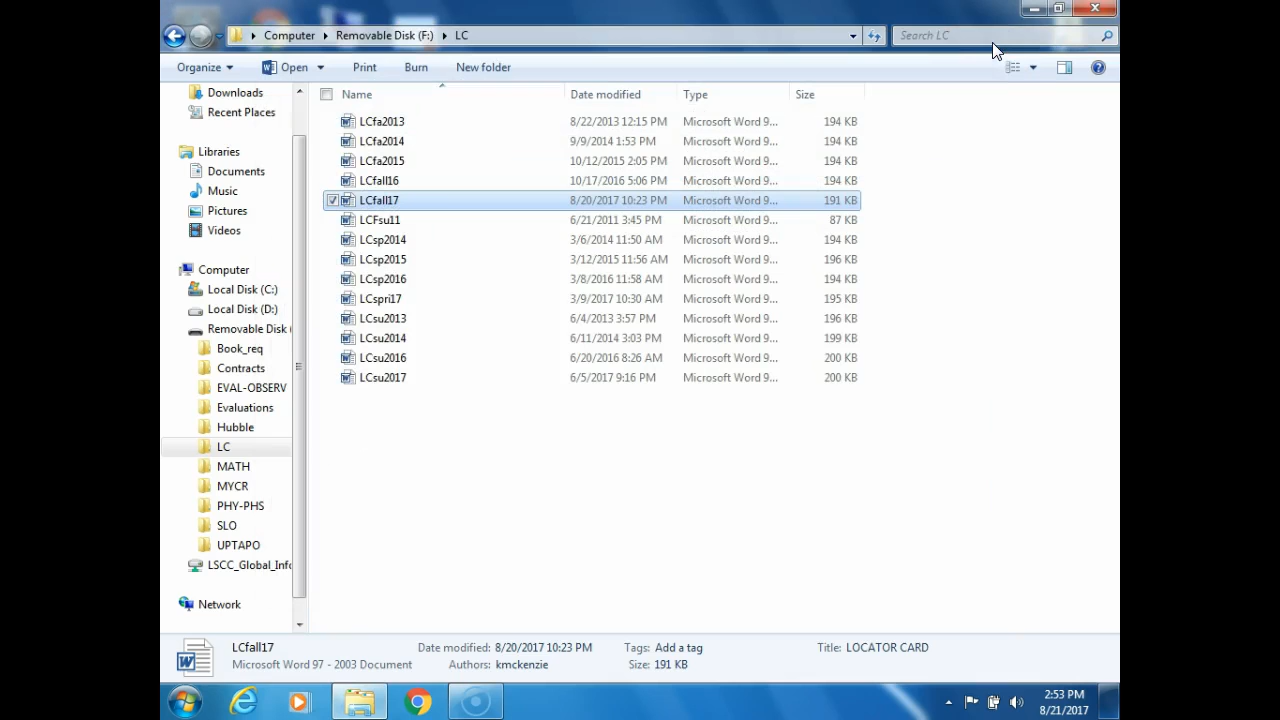 Computer Removable Disk (F:) LC Search LC
Organize Open Print Burn New folder
Name Date modified Type Size
Downloads
Recent Places
Libraries
Documents
Music
Pictures
Videos
Computer
Local Disk (C:)
Local Disk (D:)
Removable Disk (
Book_req
Contracts
EVAL-OBSERV
Evaluations
Hubble
LC
MATH
MYCR
PHY-PHS
SLO
UPTAPO
LSCC_Global_Info
Network
LCfa2013 8/22/2013 12:15 PM Microsoft Word 9... 194 KB
LCfa2014 9/9/2014 1:53 PM Microsoft Word 9... 194 KB
LCfa2015 10/12/2015 2:05 PM Microsoft Word 9... 194 KB
LCfall16 10/17/2016 5:06 PM Microsoft Word 9... 194 KB
LCfall17 8/20/2017 10:23 PM Microsoft Word 9... 191 KB
LCFsu11 6/21/2011 3:45 PM Microsoft Word 9... 87 KB
LCsp2014 3/6/2014 11:50 AM Microsoft Word 9... 194 KB
LCsp2015 3/12/2015 11:56 AM Microsoft Word 9... 196 KB
LCsp2016 3/8/2016 11:58 AM Microsoft Word 9... 194 KB
LCspri17 3/9/2017 10:30 AM Microsoft Word 9... 195 KB
LCsu2013 6/4/2013 3:57 PM Microsoft Word 9... 196 KB
LCsu2014 6/11/2014 3:03 PM Microsoft Word 9... 199 KB
LCsu2016 6/20/2016 8:26 AM Microsoft Word 9... 200 KB
LCsu2017 6/5/2017 9:16 PM Microsoft Word 9... 200 KB
LCfall17 Date modified: 8/20/2017 10:23 PM Tags: Add a tag Title: LOCATOR CARD
Microsoft Word 97 - 2003 Document Authors: kmckenzie Size: 191 KB
2:53 PM
8/21/2017